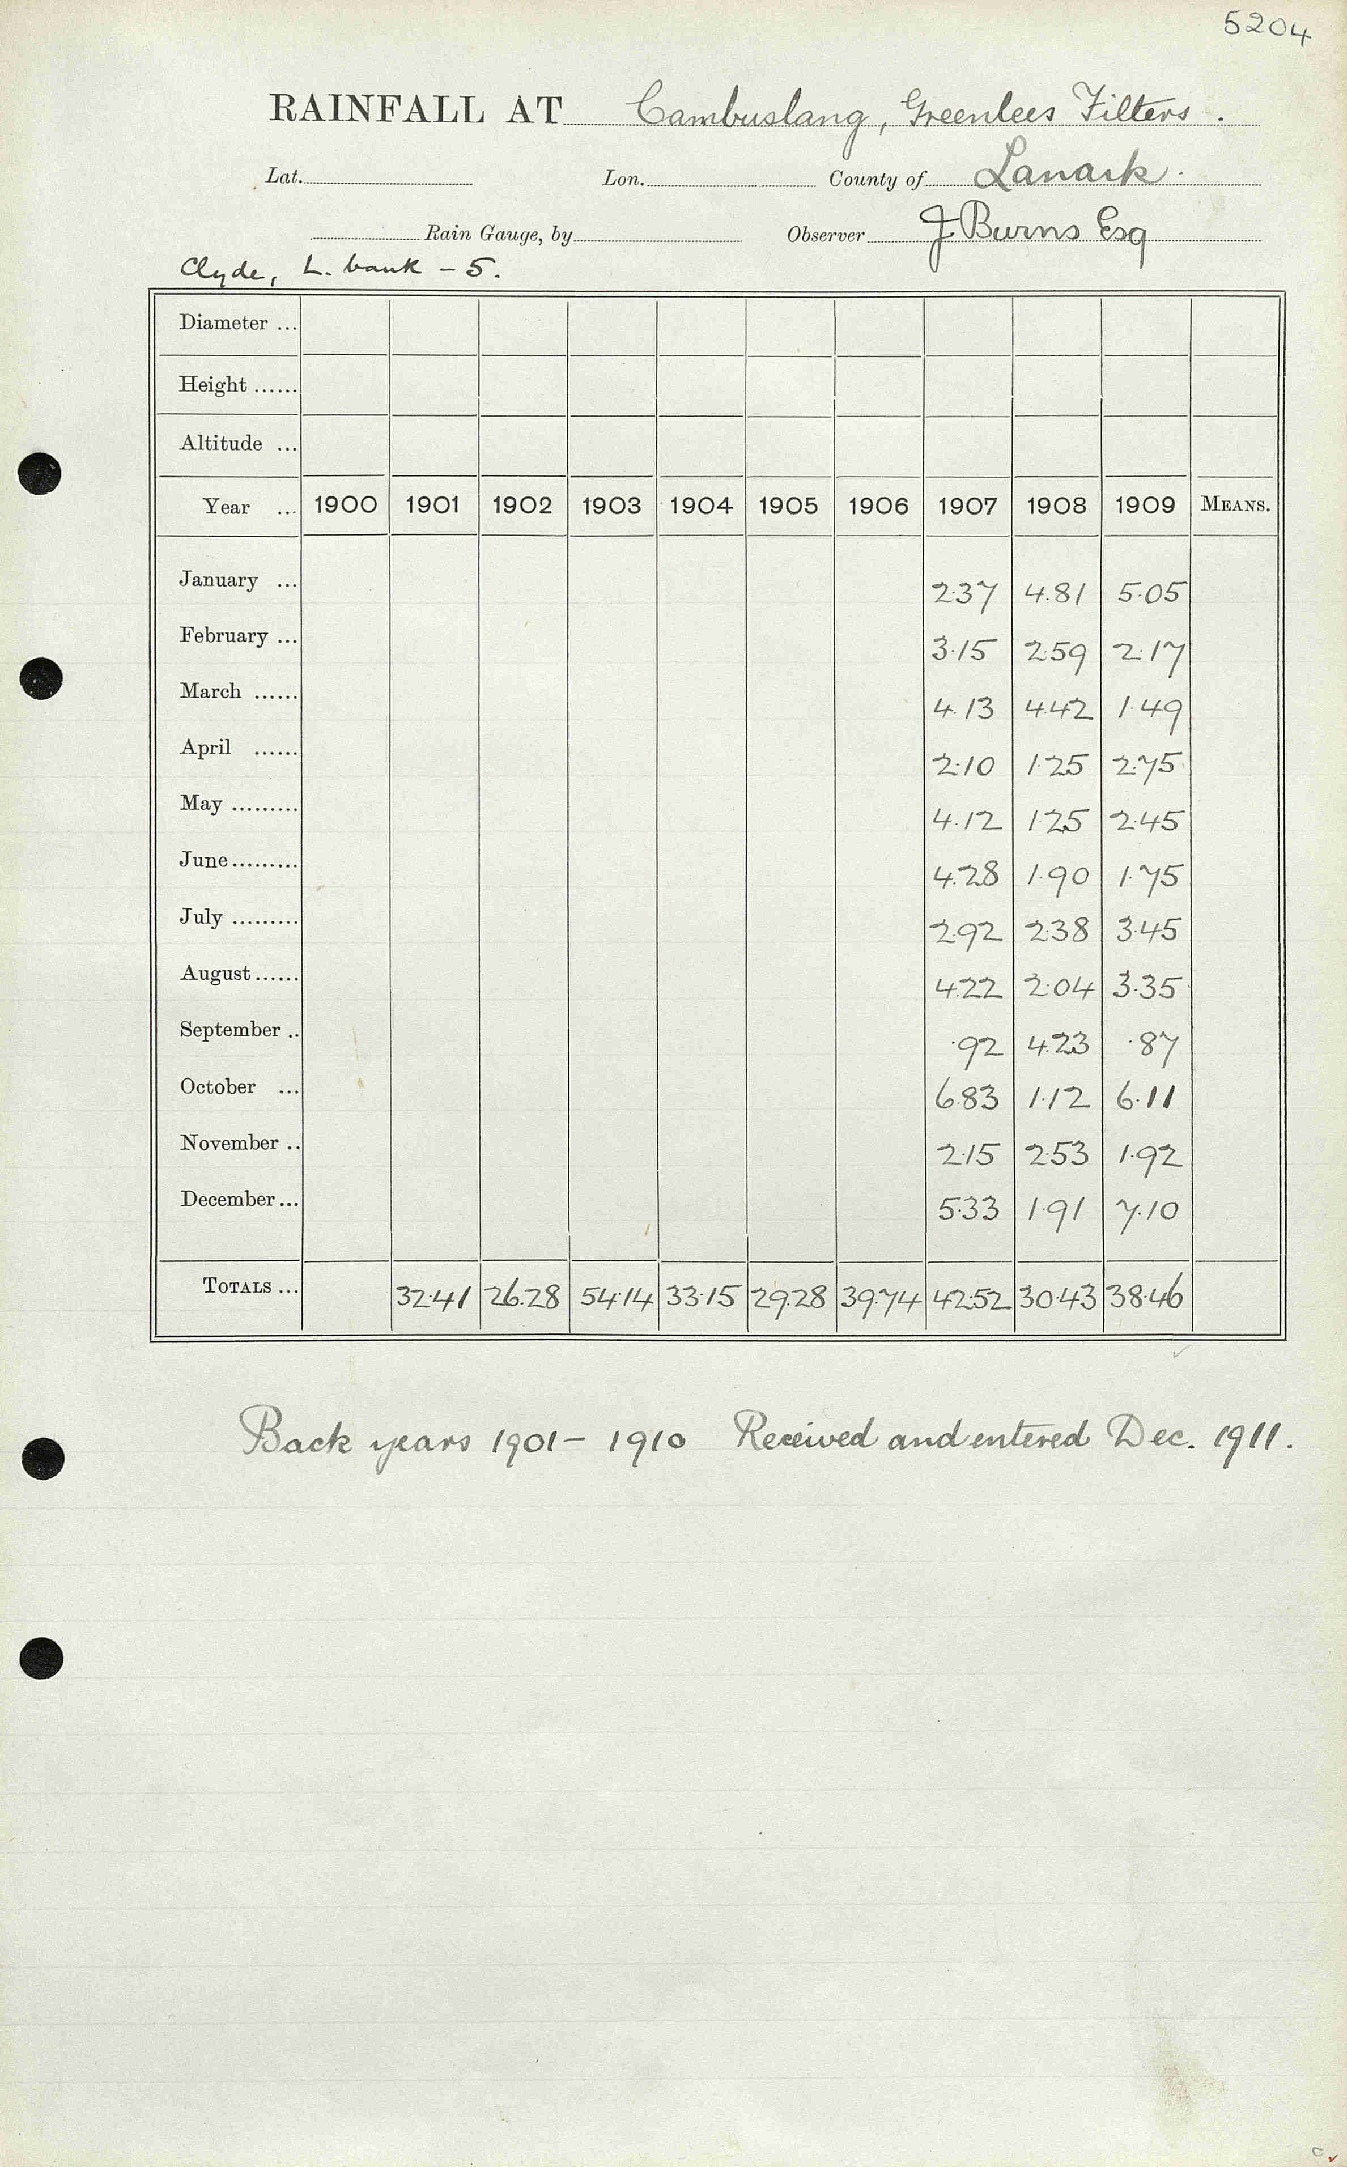 5204
RAINFALL AT Cambuslang, Greenlees Filters.
Lat. Lon. County of Lanark.
Rain Gauge, by Observer J Burns Esq
Clyde, L. bank - 5.
Diameter ...
Height ......
Altitude ...
Year ... 1900 1901 1902 1903 1904 1905 1906 1907 1908 1909 MEANS.
January ... 2.37 4.81 5.05
February ... 3.15 2.59 2.17
March ...... 4.13 4.42 1.49
April ...... 2.10 1.25 2.75
May ......... 4.12 1.25 2.45
June......... 4.28 1.90 1.75
July ......... 2.92 2.38 3.45
August...... 4.22 2.04 3.35
September .. .92 4.23 .87
October ... 6.83 1.12 6.11
November .. 2.15 2.53 1.92
December... 5.33 1.91 7.10
TOTALS ... 32.41 26.28 54.14 33.15 29.28 39.74 42.52 30.43 38.46
Back years 1901 - 1910 Received and entered Dec. 1911.